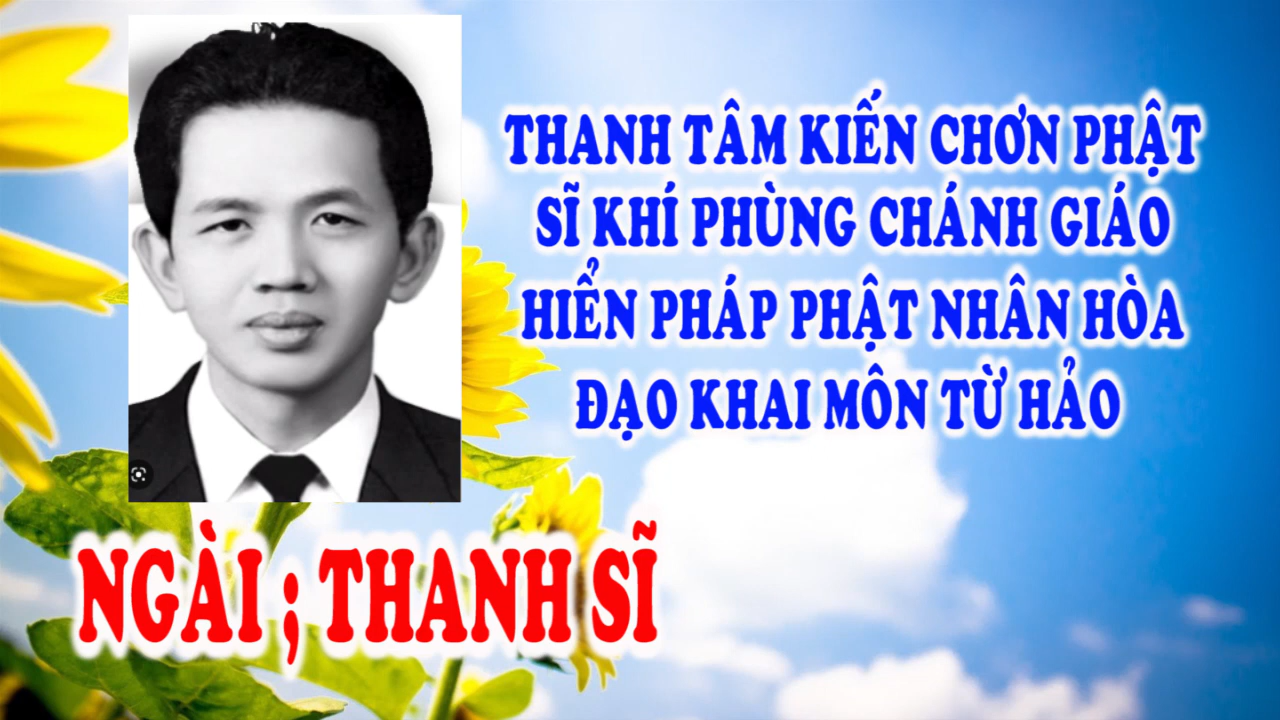 THANH TÂM KIẾN CHƠN PHẬT
SĨ KHÍ PHÙNG CHÁNH GIÁO
HIỂN PHÁP PHẬT NHÂN HÒA
ĐẠO KHAI MÔN TỪ HẢO
NGÀI ; THANH SĨ